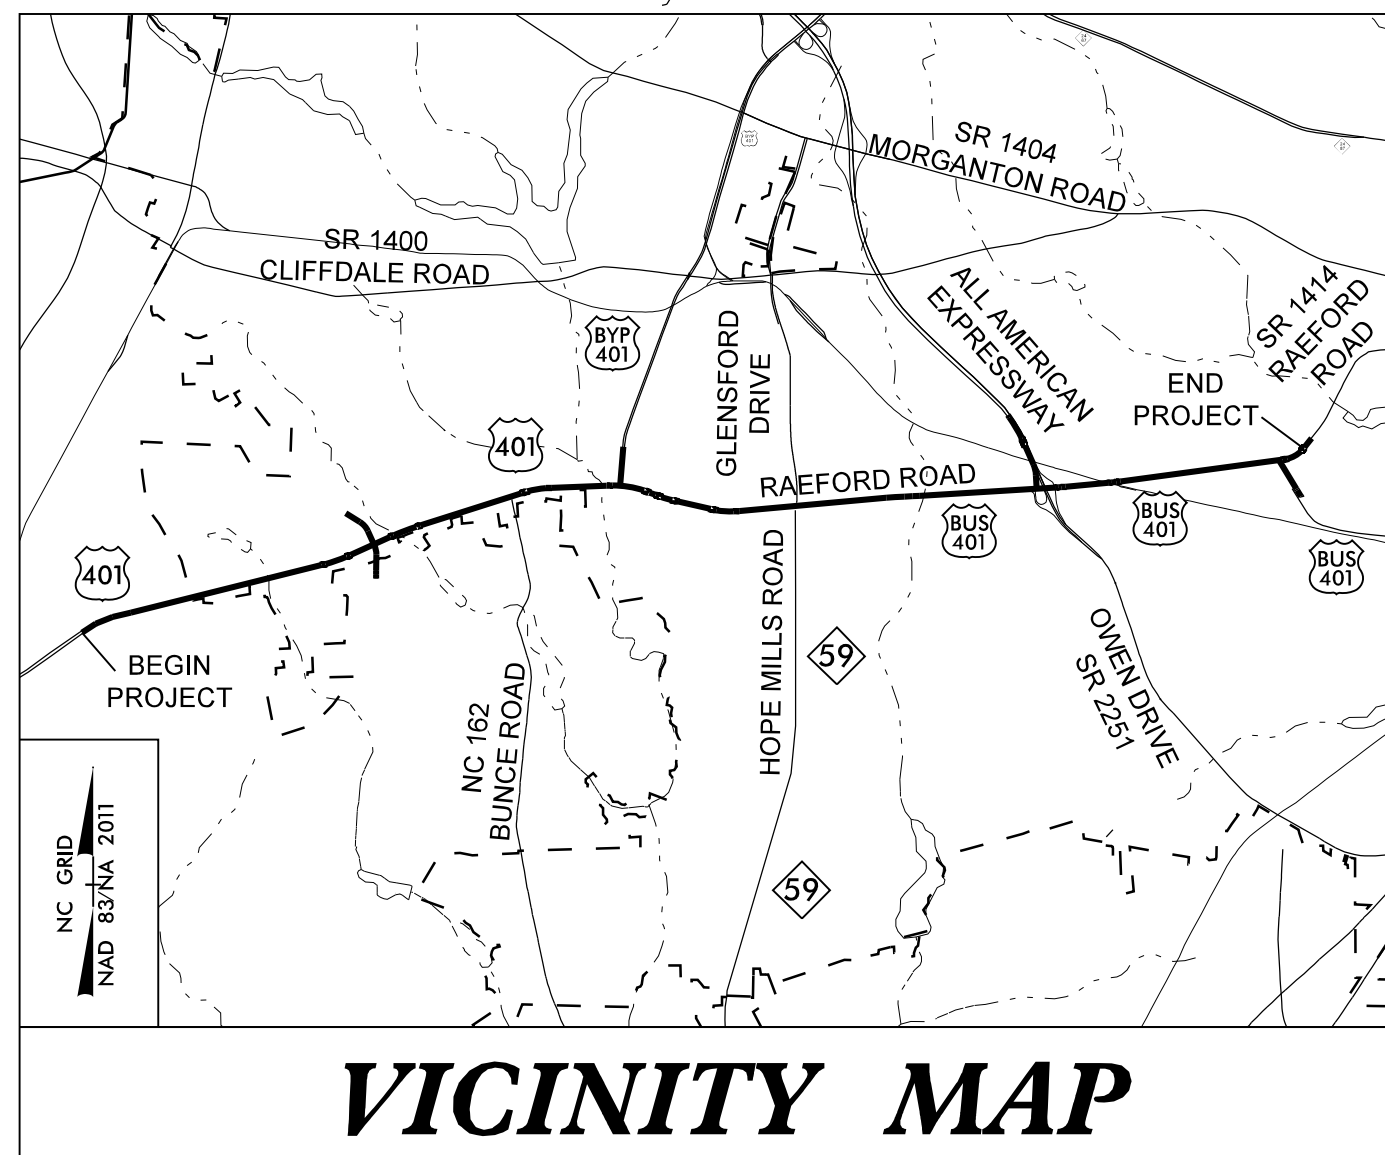 SR 1404
MORGANTON ROAD
SR 1400
CLIFFDALE ROAD
ALL AMERICAN
EXPRESSWAY
SR 1414
RAEFORD
ROAD
BYP
401
BYP
401
GLENSFORD
DRIVE
END
PROJECT
401
RAEFORD ROAD
BUS
401
BUS
401
BUS
401
401
BEGIN
PROJECT
HOPE MILLS ROAD
59
OWEN DRIVE
SR 2251
NC 162
BUNCE ROAD
59
NC GRID
NAD 83/NA 2011
VICINITY MAP